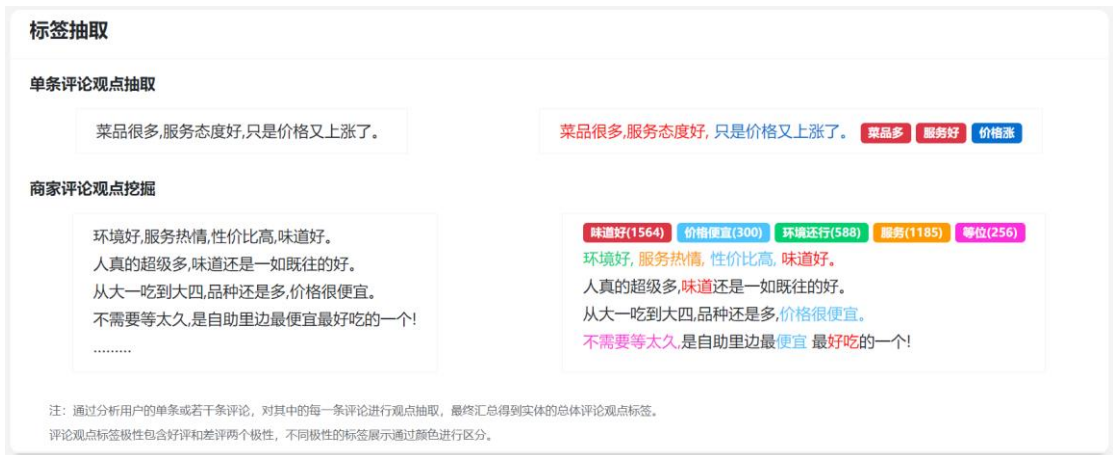 标签抽取
单条评论观点抽取
菜品很多,服务态度好,只是价格又上涨了。
菜品很多,服务态度好, 只是价格又上涨了。 菜品多 服务好 价格涨
商家评论观点挖掘
环境好,服务热情,性价比高,味道好。
人真的超级多,味道还是一如既往的好。
从大一吃到大四,品种还是多,价格很便宜。
不需要等太久,是自助里边最便宜最好吃的一个!
.........
味道好(1564) 价格便宜(300) 环境还行(588) 服务(1185) 等位(256)
环境好, 服务热情, 性价比高, 味道好。
人真的超级多,味道还是一如既往的好。
从大一吃到大四,品种还是多,价格很便宜。
不需要等太久,是自助里边最便宜 最好吃的一个!
注：通过分析用户的单条或若干条评论，对其中的每一条评论进行观点抽取，最终汇总得到实体的总体评论观点标签。
评论观点标签极性包含好评和差评两个极性，不同极性的标签展示通过颜色进行区分。